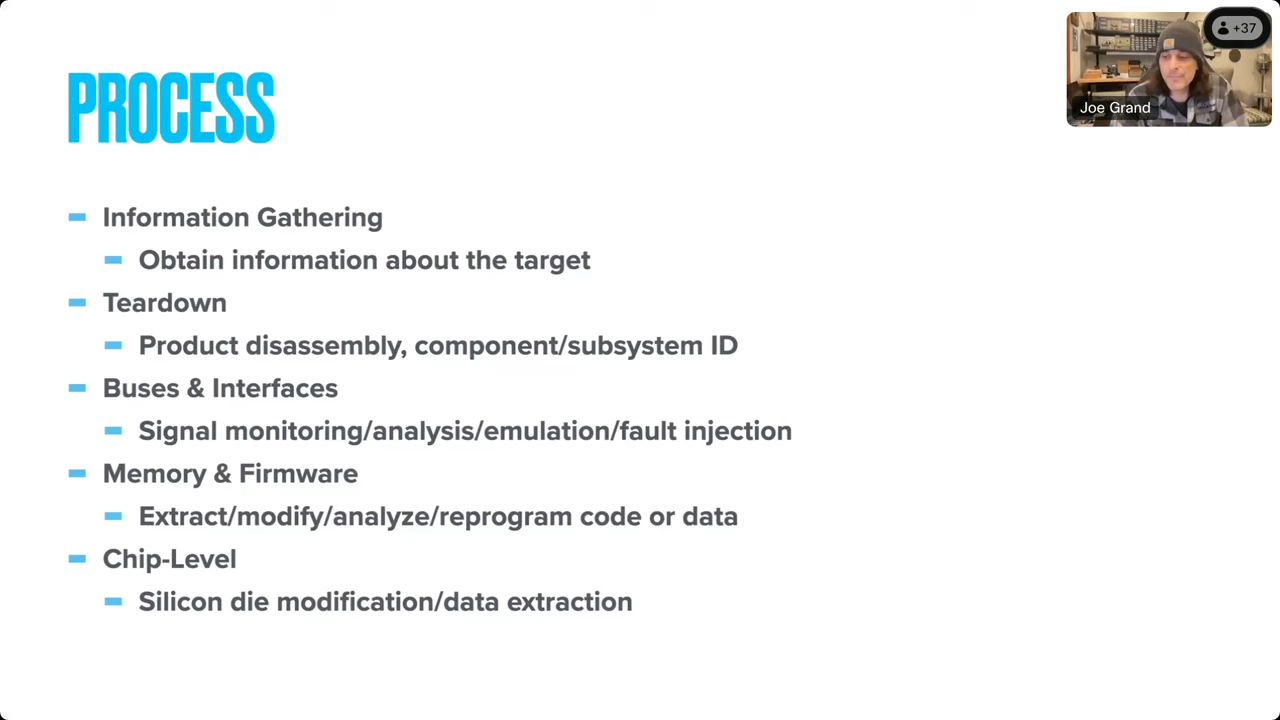 PROCESS
+37
Joe Grand
Information Gathering
Obtain information about the target
Teardown
Product disassembly, component/subsystem ID
Buses & Interfaces
Signal monitoring/analysis/emulation/fault injection
Memory & Firmware
Extract/modify/analyze/reprogram code or data
Chip-Level
Silicon die modification/data extraction